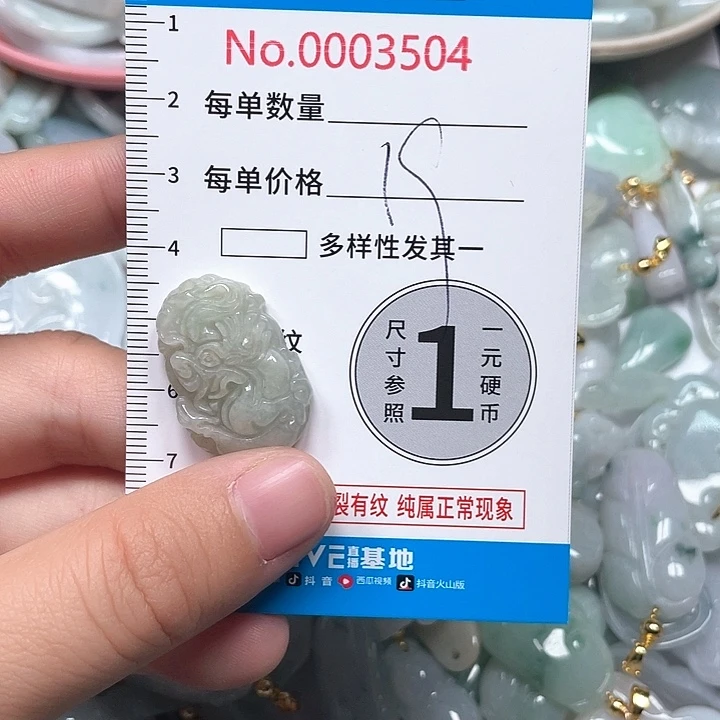 1
No.0003504
2
每单数量
3
每单价格
4
多样性发其一
纹
尺寸参照
1
一元硬币
6
7
裂有纹 纯属正常现象
VE直播基地
抖音 西瓜视频 抖音火山版